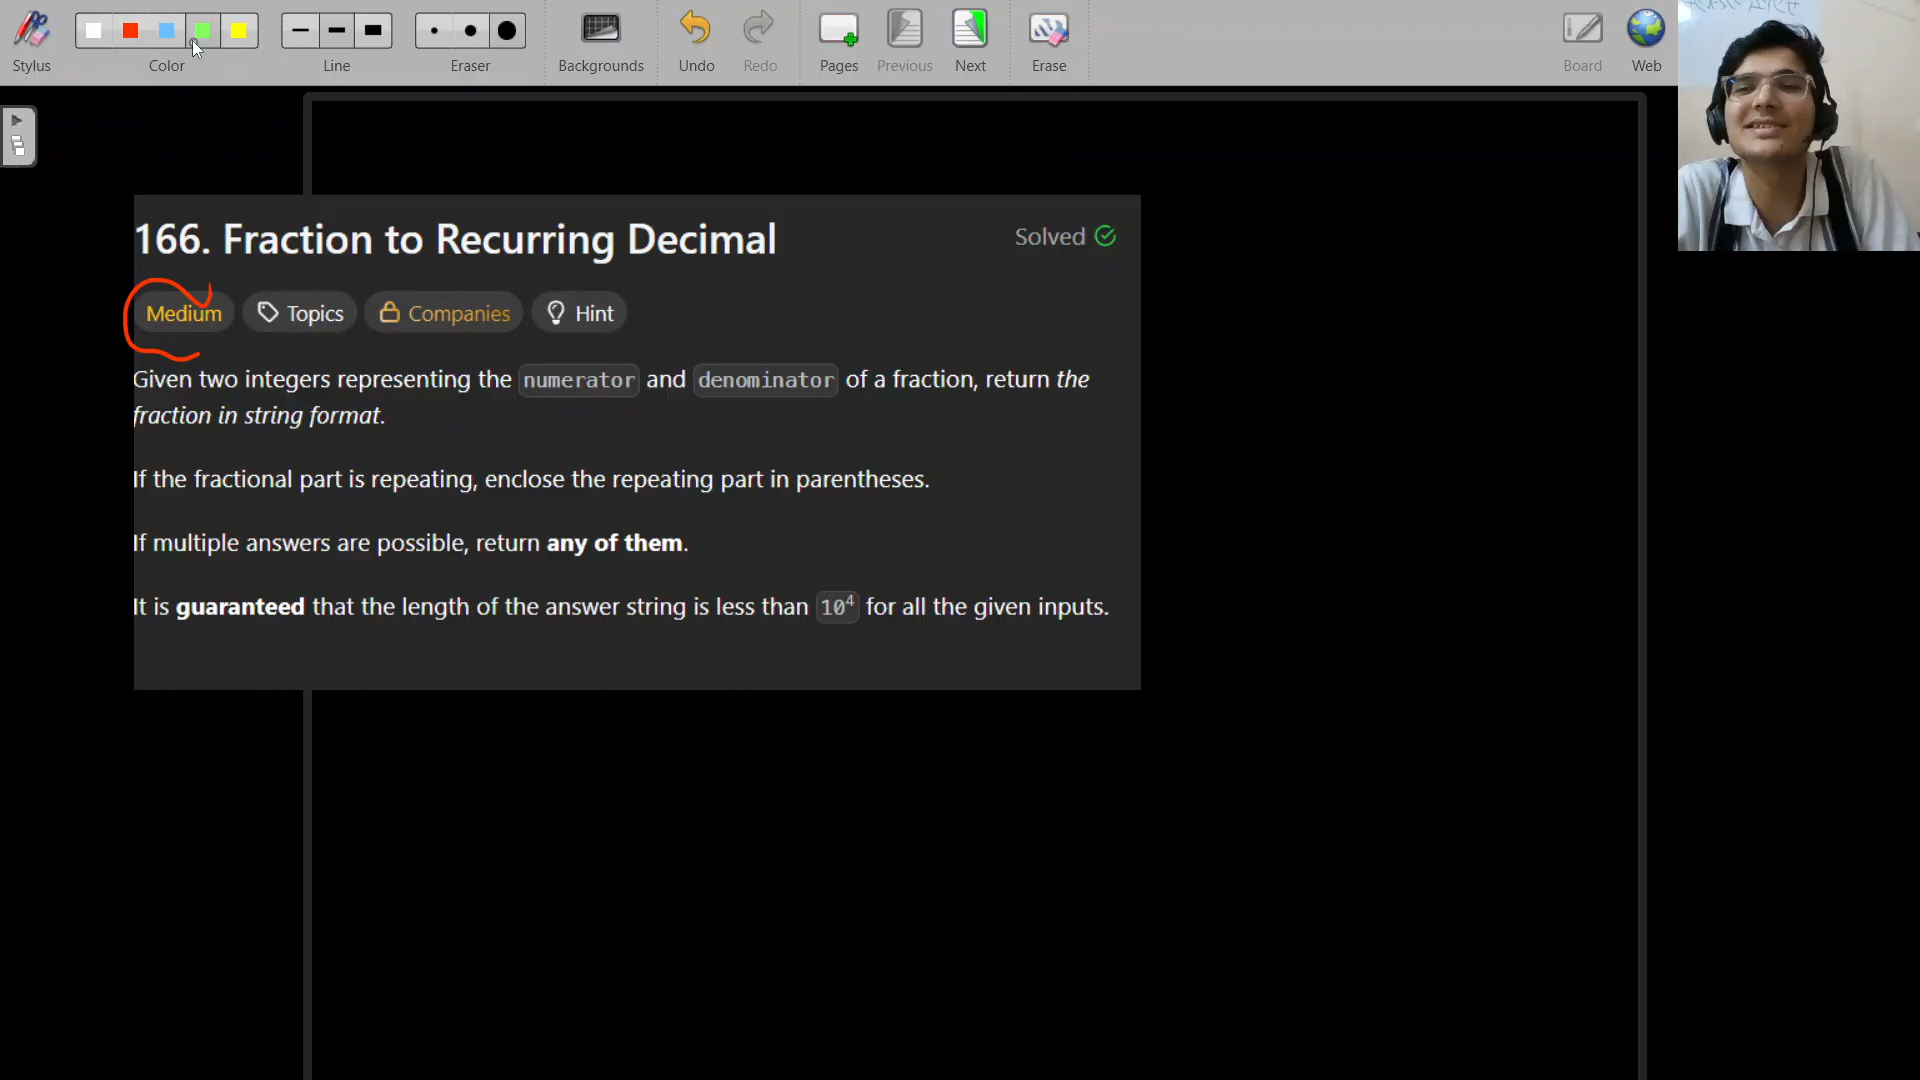 Stylus
Color
Line
Eraser
Backgrounds
Undo
Redo
Pages
Previous
Next
Erase
Board
Web
166. Fraction to Recurring Decimal
Solved
Medium
Topics
Companies
Hint
Given two integers representing the numerator and denominator of a fraction, return the
fraction in string format.
If the fractional part is repeating, enclose the repeating part in parentheses.
If multiple answers are possible, return any of them.
It is guaranteed that the length of the answer string is less than 10⁴ for all the given inputs.